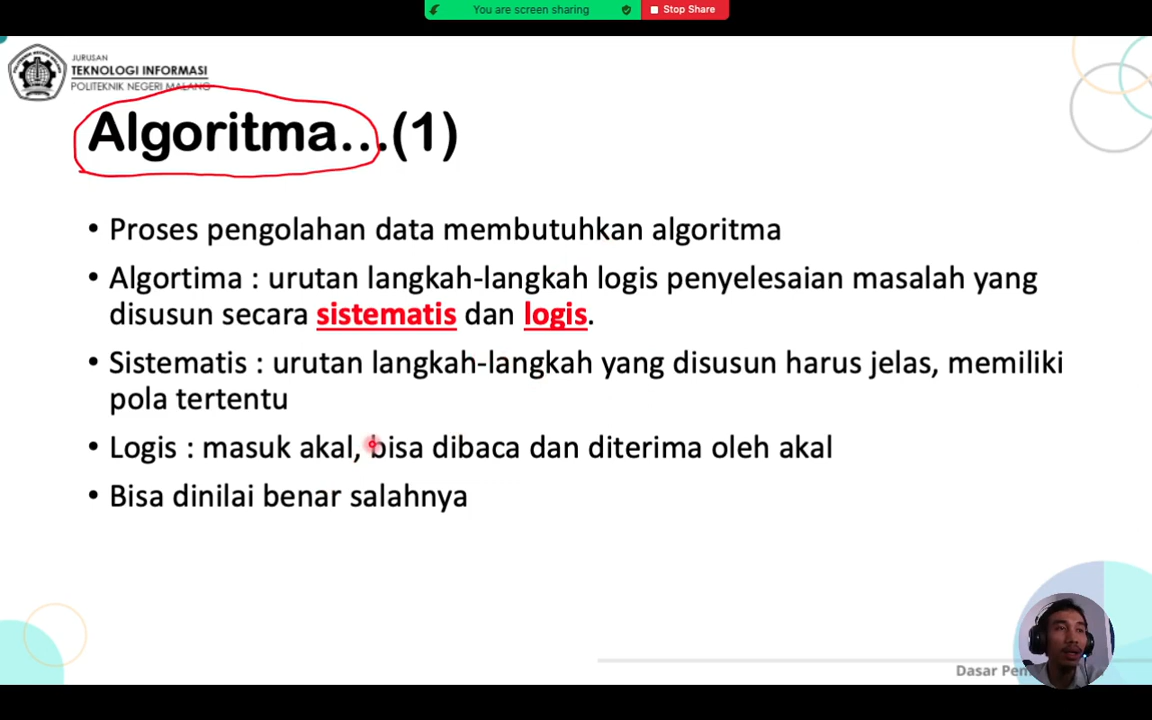 You are screen sharing
Stop Share
JURUSAN
TEKNOLOGI INFORMASI
POLITEKNIK NEGERI MALANG
Algoritma...(1)
• Proses pengolahan data membutuhkan algoritma
• Algortima : urutan langkah-langkah logis penyelesaian masalah yang
disusun secara sistematis dan logis.
• Sistematis : urutan langkah-langkah yang disusun harus jelas, memiliki
pola tertentu
• Logis : masuk akal, bisa dibaca dan diterima oleh akal
• Bisa dinilai benar salahnya
Dasar